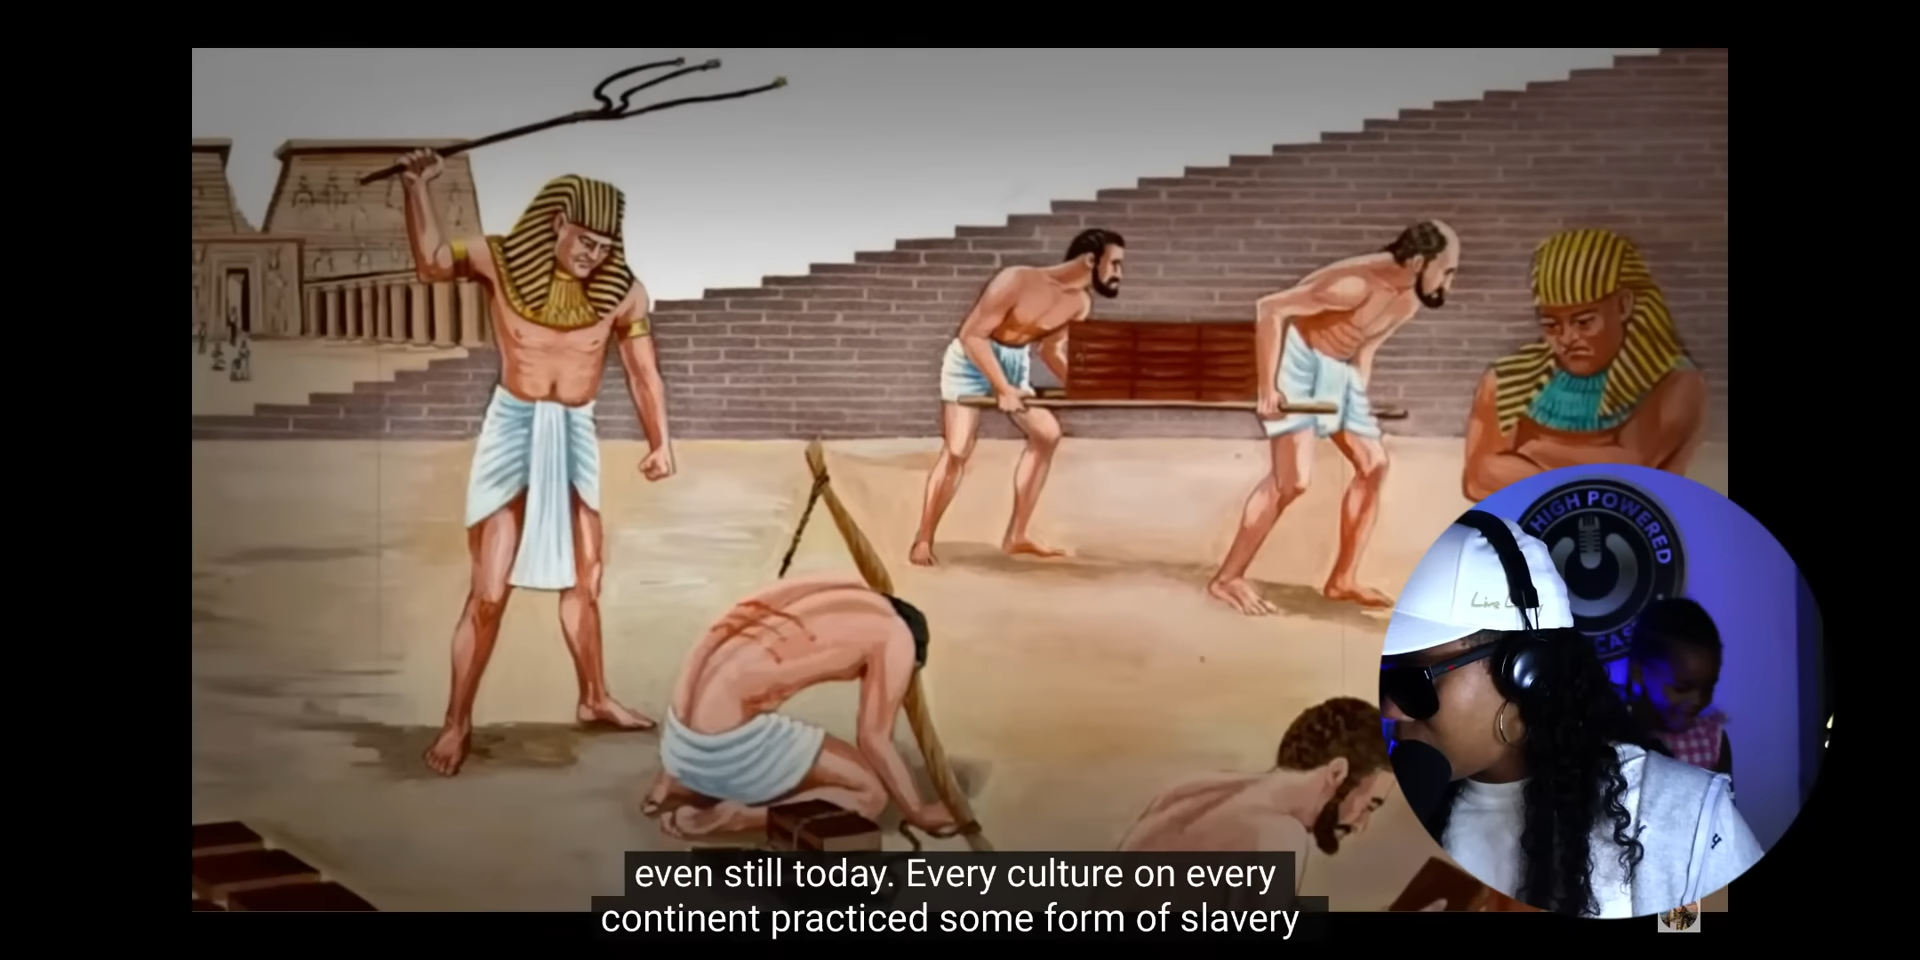 HIGH POWERED
even still today. Every culture on every
continent practiced some form of slavery